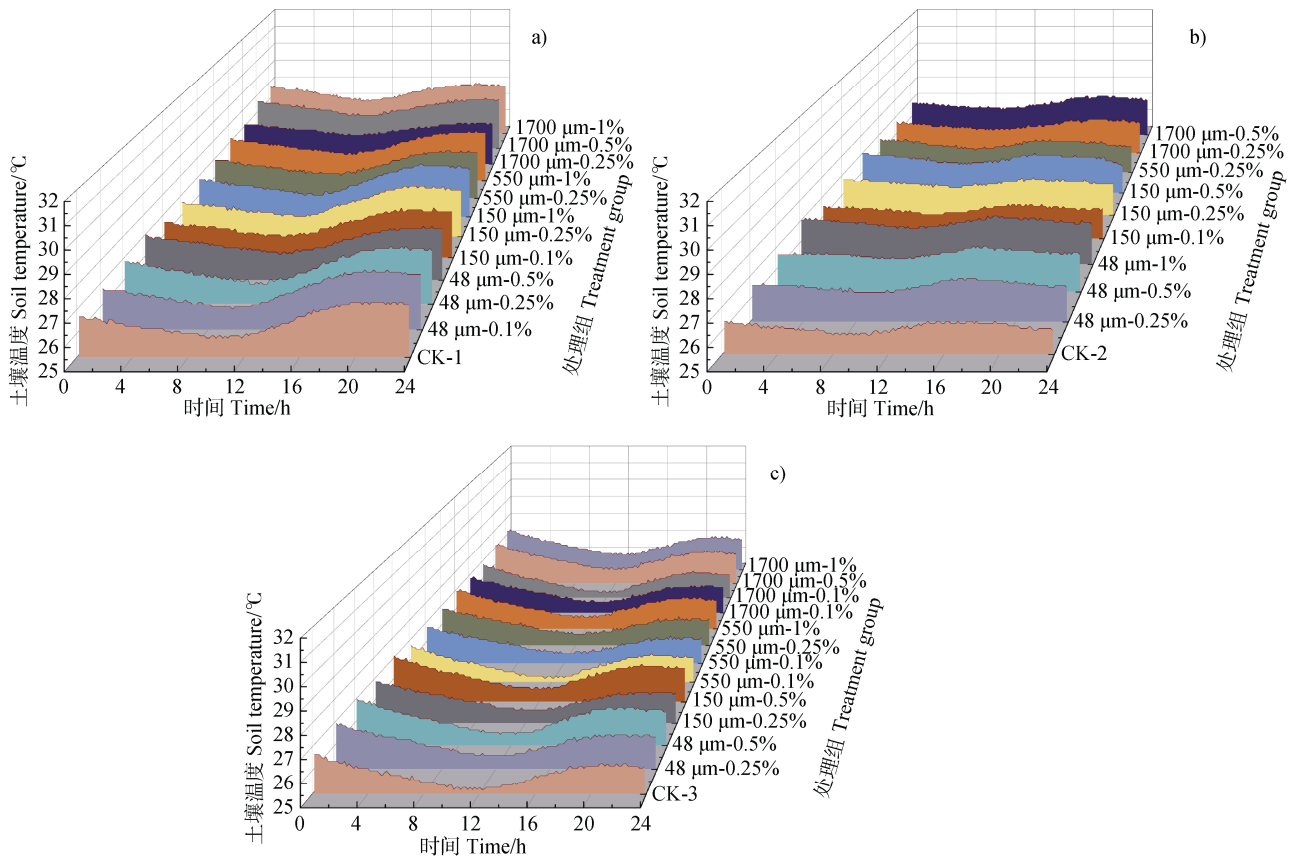 a)
土壤温度 Soil temperature/℃
32
31
30
29
28
27
26
25
0 4 8 12 16 20 24
时间 Time/h
1700 μm-1%
1700 μm-0.5%
1700 μm-0.25%
550 μm-1%
550 μm-0.25%
150 μm-1%
150 μm-0.25%
150 μm-0.1%
48 μm-0.5%
48 μm-0.25%
48 μm-0.1%
CK-1
处理组 Treatment group
b)
土壤温度 Soil temperature/℃
32
31
30
29
28
27
26
25
0 4 8 12 16 20 24
时间 Time/h
1700 μm-0.5%
1700 μm-0.25%
550 μm-0.25%
150 μm-0.5%
150 μm-0.25%
150 μm-0.1%
48 μm-1%
48 μm-0.5%
48 μm-0.25%
CK-2
处理组 Treatment group
c)
土壤温度 Soil temperature/℃
32
31
30
29
28
27
26
25
0 4 8 12 16 20 24
时间 Time/h
1700 μm-1%
1700 μm-0.5%
1700 μm-0.1%
1700 μm-0.1%
550 μm-1%
550 μm-0.25%
550 μm-0.1%
550 μm-0.1%
150 μm-0.5%
150 μm-0.25%
48 μm-0.5%
48 μm-0.25%
CK-3
处理组 Treatment group